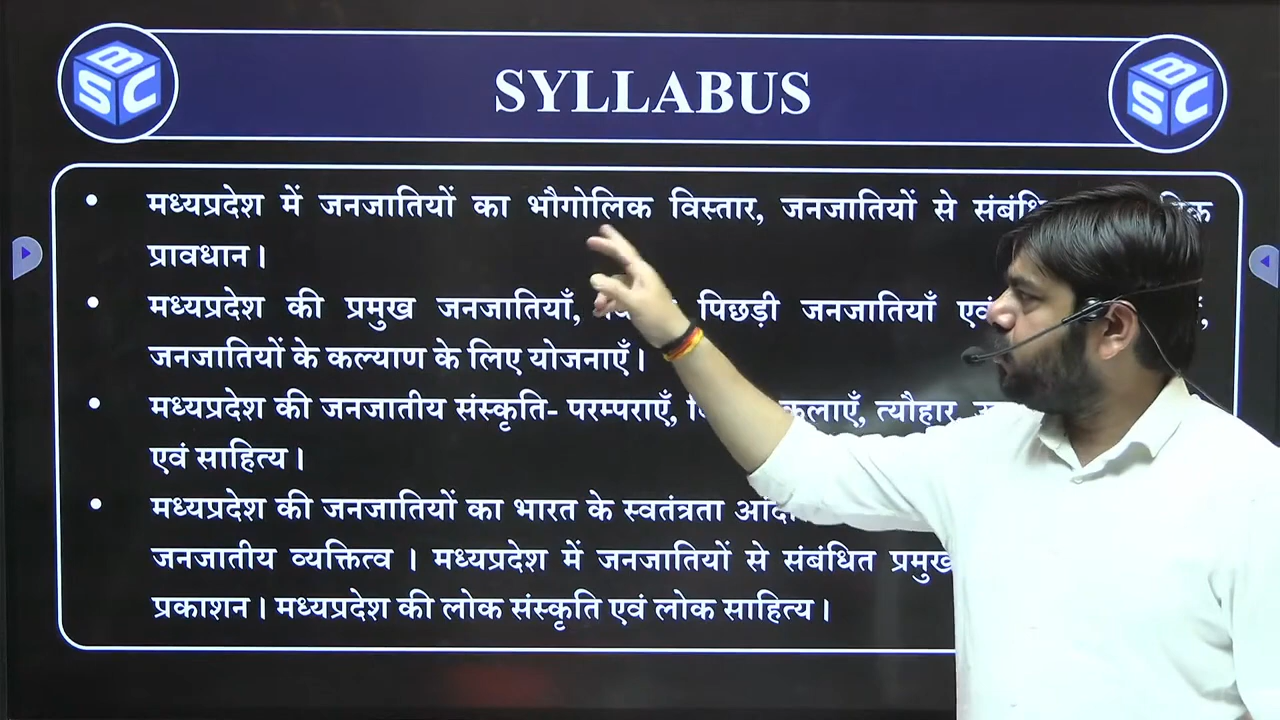 BSC
SYLLABUS
BSC
• मध्यप्रदेश में जनजातियों का भौगोलिक विस्तार, जनजातियों से
प्रावधान।
• मध्यप्रदेश की प्रमुख जनजातियाँ, पिछड़ी जनजातियाँ एवं
जनजातियों के कल्याण के लिए योजनाएँ।
• मध्यप्रदेश की जनजातीय संस्कृति- परम्पराएँ, कलाएँ, त्यौहार
एवं साहित्य।
• मध्यप्रदेश की जनजातियों का भारत के स्वतंत्रता
जनजातीय व्यक्तित्व। मध्यप्रदेश में जनजातियों से संबंधित प्रमुख
प्रकाशन। मध्यप्रदेश की लोक संस्कृति एवं लोक साहित्य।